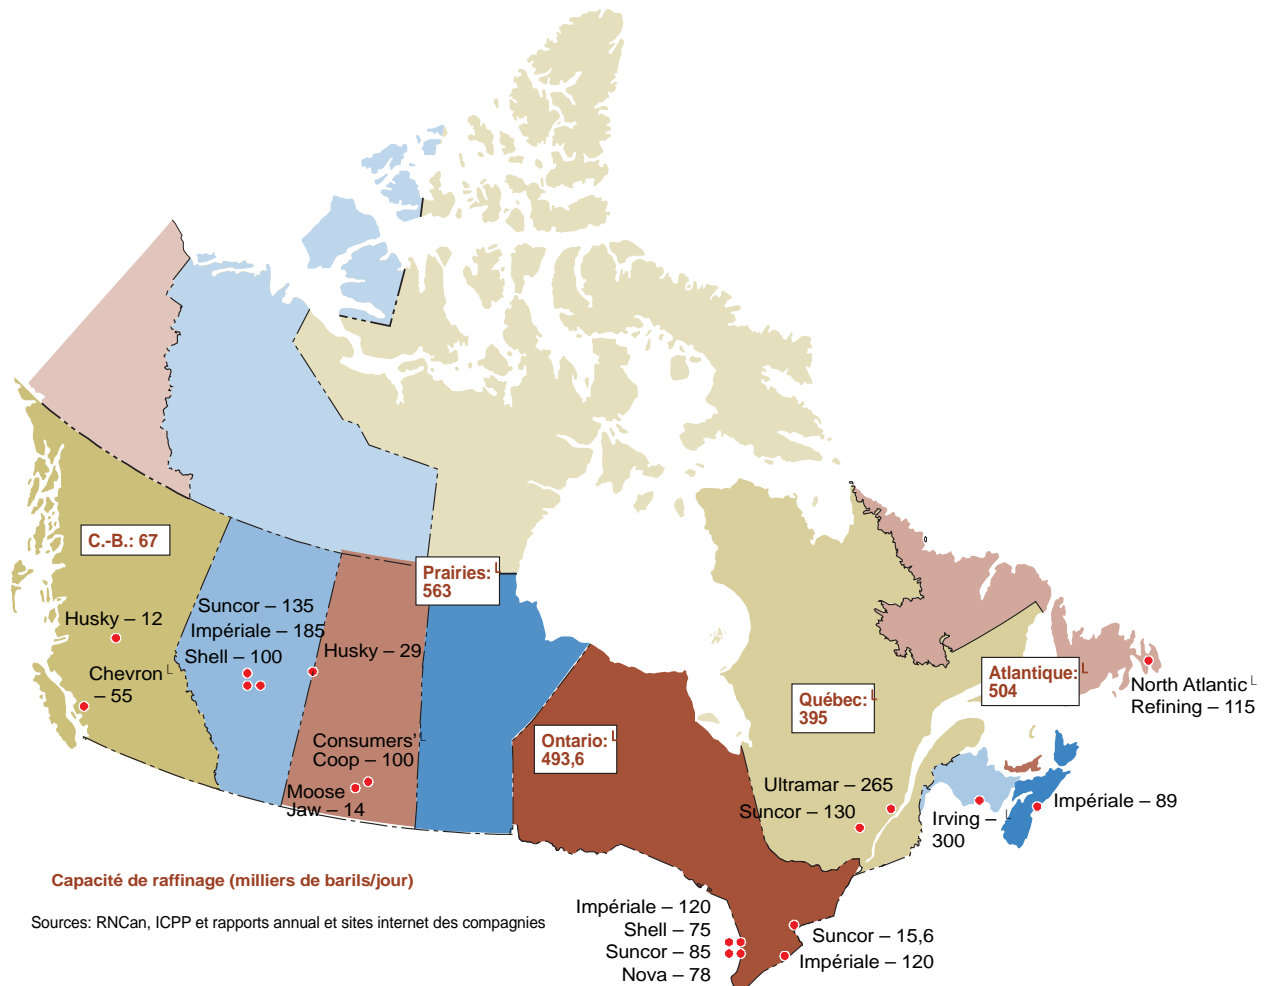 C.-B.: 67
Prairies:
563
Suncor – 135
Impériale – 185
Shell – 100
Husky – 12
Husky – 29
Chevron
– 55
Consumers'
Coop – 100
Moose
Jaw – 14
Ontario:
493,6
Québec:
395
Atlantique:
504
North Atlantic
Refining – 115
Ultramar – 265
Suncor – 130
Irving –
300
Impériale – 89
Capacité de raffinage (milliers de barils/jour)
Sources: RNCan, ICPP et rapports annual et sites internet des compagnies
Impériale – 120
Shell – 75
Suncor – 85
Nova – 78
Suncor – 15,6
Impériale – 120